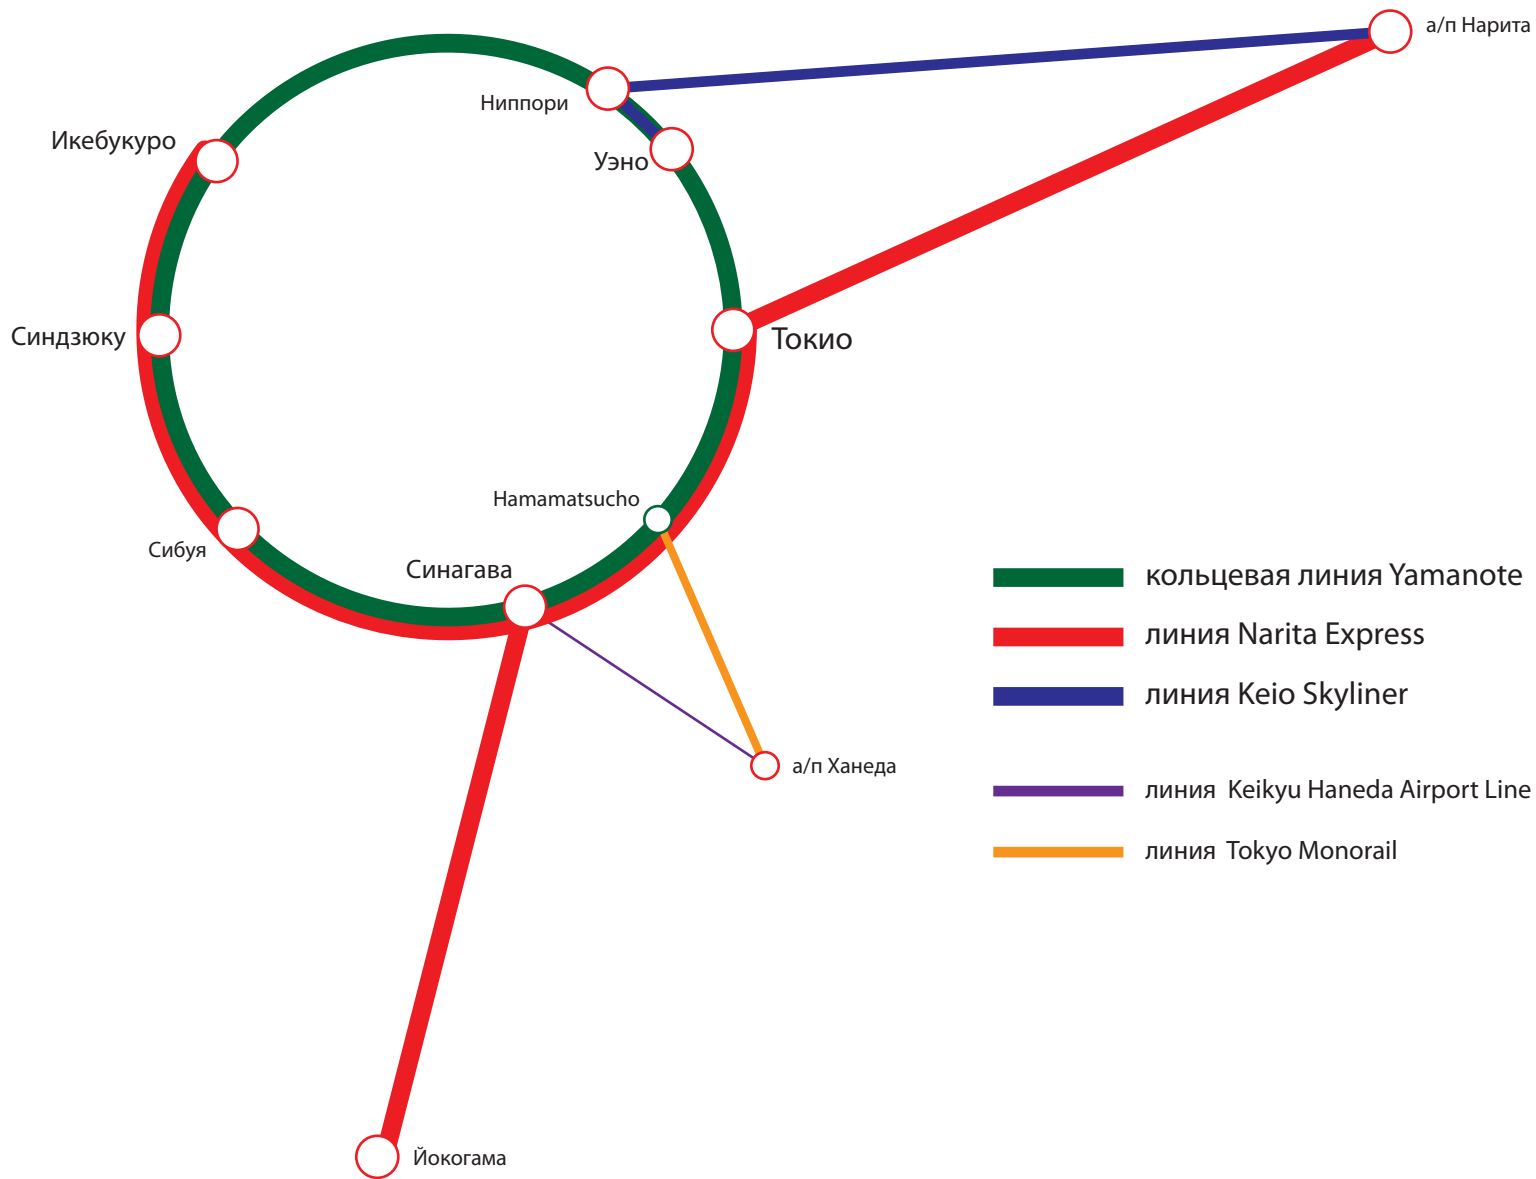 а/п Нарита
Ниппори
Икебукуро
Уэно
Синдзюку
Токио
Hamamatsucho
Сибуя
Синагава
кольцевая линия Yamanote
линия Narita Express
линия Keio Skyliner
а/п Ханеда
линия Keikyu Haneda Airport Line
линия Tokyo Monorail
Йокогама